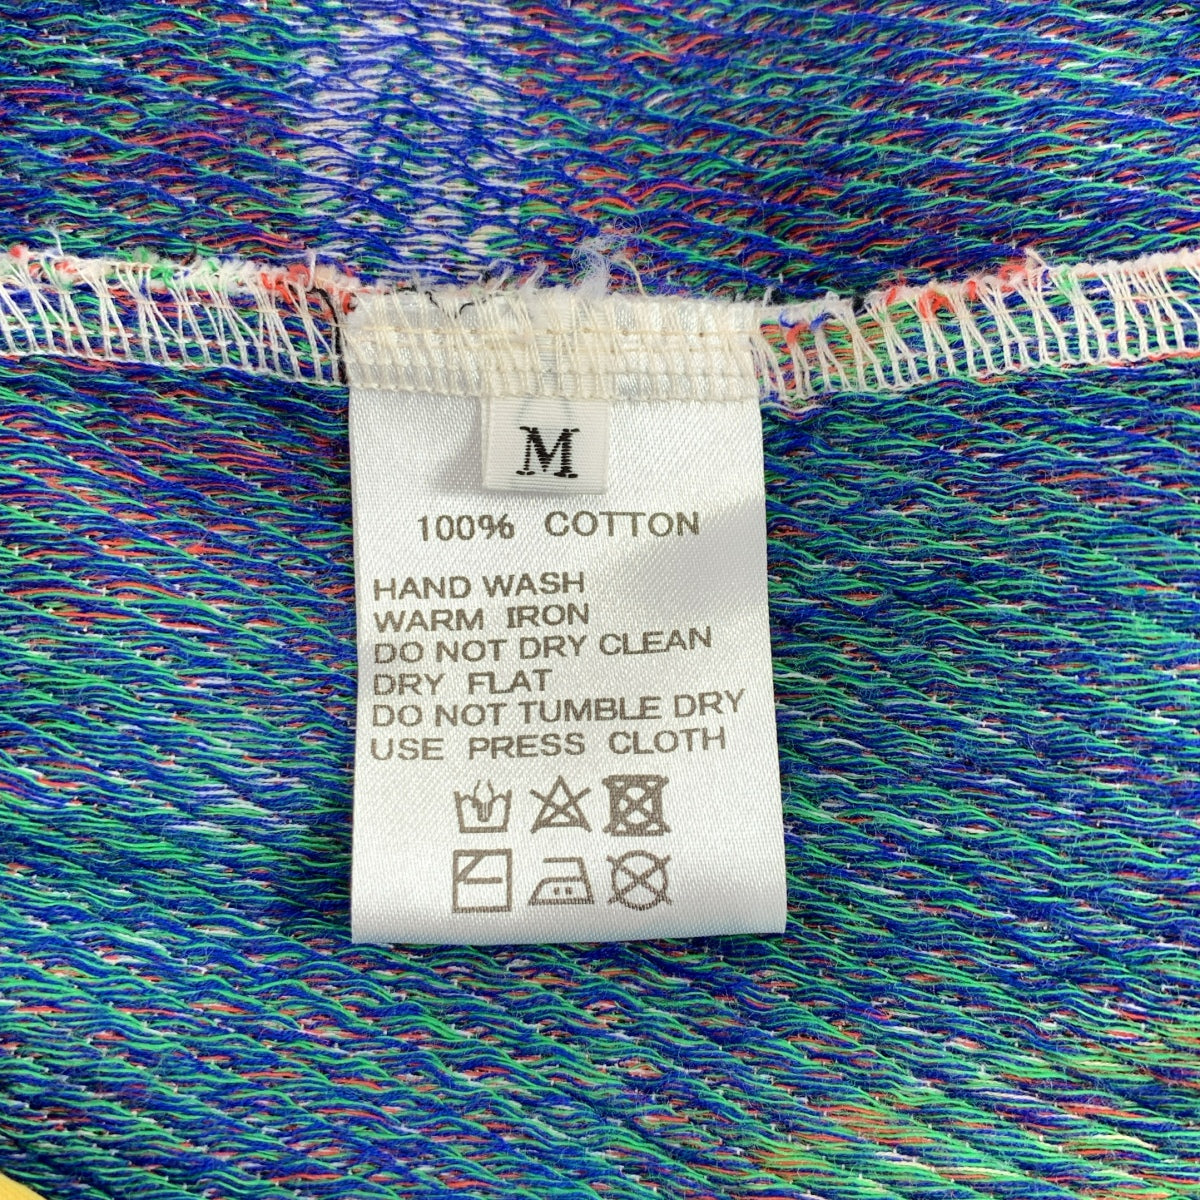 M
100% COTTON
HAND WASH
WARM IRON
DO NOT DRY CLEAN
DRY FLAT
DO NOT TUMBLE DRY
USE PRESS CLOTH